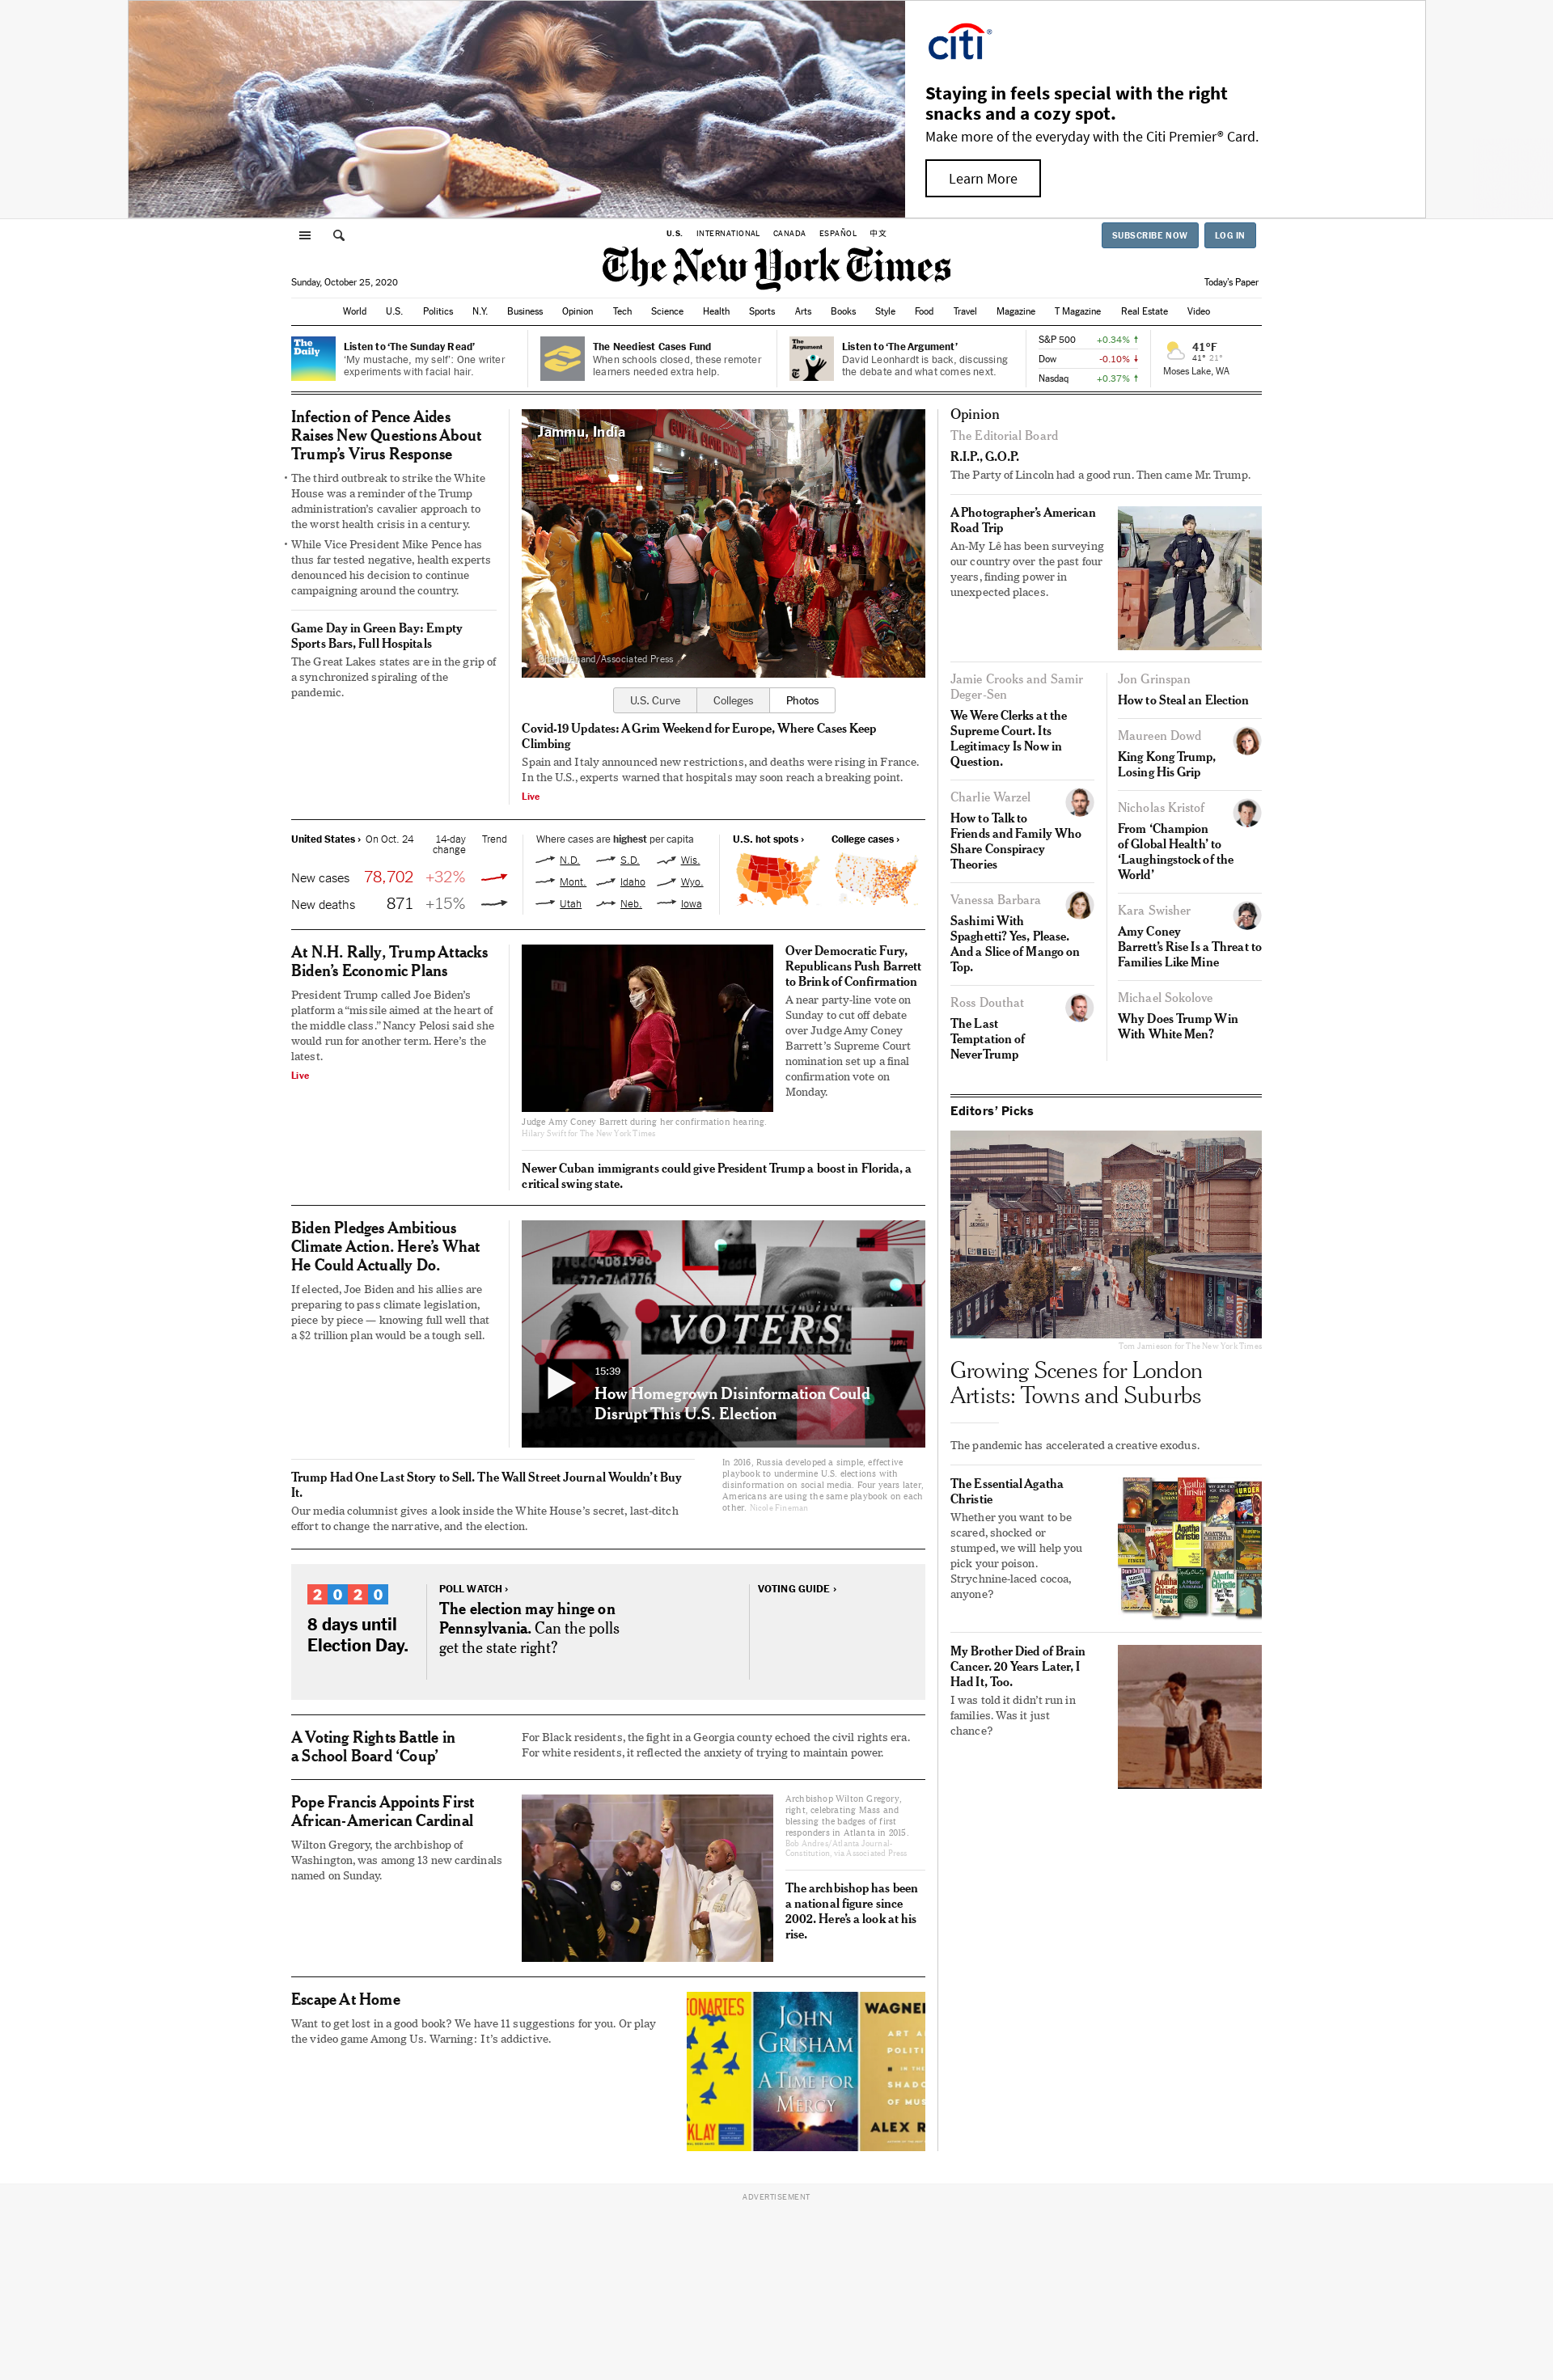 citi®
Staying in feels special with the right
snacks and a cozy spot.
Make more of the everyday with the Citi Premier® Card.
Learn More
U.S. INTERNATIONAL CANADA ESPAÑOL 中文
SUBSCRIBE NOW LOG IN
The New York Times
Sunday, October 25, 2020
Today's Paper
World U.S. Politics N.Y. Business Opinion Tech Science Health Sports Arts Books Style Food Travel Magazine T Magazine Real Estate Video
The
Daily
Listen to ‘The Sunday Read’
‘My mustache, my self’: One writer
experiments with facial hair.
The Neediest Cases Fund
When schools closed, these remoter
learners needed extra help.
The
Argument
Listen to ‘The Argument’
David Leonhardt is back, discussing
the debate and what comes next.
S&P 500 +0.34% ↑
Dow -0.10% ↓
Nasdaq +0.37% ↑
41°F
41° 21°
Moses Lake, WA
Infection of Pence Aides
Raises New Questions About
Trump’s Virus Response
• The third outbreak to strike the White
House was a reminder of the Trump
administration’s cavalier approach to
the worst health crisis in a century.
• While Vice President Mike Pence has
thus far tested negative, health experts
denounced his decision to continue
campaigning around the country.
Game Day in Green Bay: Empty
Sports Bars, Full Hospitals
The Great Lakes states are in the grip of
a synchronized spiraling of the
pandemic.
Jammu, India
GUPTA
Anand/Associated Press
U.S. Curve Colleges Photos
Covid-19 Updates: A Grim Weekend for Europe, Where Cases Keep
Climbing
Spain and Italy announced new restrictions, and deaths were rising in France.
In the U.S., experts warned that hospitals may soon reach a breaking point.
Live
United States › On Oct. 24 14-day
change Trend
New cases 78,702 +32%
New deaths 871 +15%
Where cases are highest per capita
N.D. S.D. Wis.
Mont. Idaho Wyo.
Utah Neb. Iowa
U.S. hot spots › College cases ›
At N.H. Rally, Trump Attacks
Biden’s Economic Plans
President Trump called Joe Biden’s
platform a “missile aimed at the heart of
the middle class.” Nancy Pelosi said she
would run for another term. Here’s the
latest.
Live
Judge Amy Coney Barrett during her confirmation hearing.
Hilary Swift for The New York Times
Over Democratic Fury,
Republicans Push Barrett
to Brink of Confirmation
A near party-line vote on
Sunday to cut off debate
over Judge Amy Coney
Barrett’s Supreme Court
nomination set up a final
confirmation vote on
Monday.
Newer Cuban immigrants could give President Trump a boost in Florida, a
critical swing state.
Biden Pledges Ambitious
Climate Action. Here’s What
He Could Actually Do.
If elected, Joe Biden and his allies are
preparing to pass climate legislation,
piece by piece — knowing full well that
a $2 trillion plan would be a tough sell.
VOTERS
15:39
How Homegrown Disinformation Could
Disrupt This U.S. Election
In 2016, Russia developed a simple, effective
playbook to undermine U.S. elections with
disinformation on social media. Four years later,
Americans are using the same playbook on each
other. Nicole Fineman
Trump Had One Last Story to Sell. The Wall Street Journal Wouldn’t Buy
It.
Our media columnist gives a look inside the White House’s secret, last-ditch
effort to change the narrative, and the election.
2020
8 days until
Election Day.
POLL WATCH ›
The election may hinge on
Pennsylvania. Can the polls
get the state right?
VOTING GUIDE ›
A Voting Rights Battle in
a School Board ‘Coup’
For Black residents, the fight in a Georgia county echoed the civil rights era.
For white residents, it reflected the anxiety of trying to maintain power.
Pope Francis Appoints First
African-American Cardinal
Wilton Gregory, the archbishop of
Washington, was among 13 new cardinals
named on Sunday.
Archbishop Wilton Gregory,
right, celebrating Mass and
blessing the badges of first
responders in Atlanta in 2015.
Bob Andres/Atlanta Journal-
Constitution, via Associated Press
The archbishop has been
a national figure since
2002. Here’s a look at his
rise.
Escape At Home
Want to get lost in a good book? We have 11 suggestions for you. Or play
the video game Among Us. Warning: It’s addictive.
IONARIES
KLAY
JOHN
GRISHAM
A TIME FOR
MERCY
WAGNER
ART A
POLITI
IN THE
SHADO
OF MUS
ALEX R
Opinion
The Editorial Board
R.I.P., G.O.P.
The Party of Lincoln had a good run. Then came Mr. Trump.
A Photographer’s American
Road Trip
An-My Lê has been surveying
our country over the past four
years, finding power in
unexpected places.
Jamie Crooks and Samir
Deger-Sen
We Were Clerks at the
Supreme Court. Its
Legitimacy Is Now in
Question.
Charlie Warzel
How to Talk to
Friends and Family Who
Share Conspiracy
Theories
Vanessa Barbara
Sashimi With
Spaghetti? Yes, Please.
And a Slice of Mango on
Top.
Ross Douthat
The Last
Temptation of
NeverTrump
Jon Grinspan
How to Steal an Election
Maureen Dowd
King Kong Trump,
Losing His Grip
Nicholas Kristof
From ‘Champion
of Global Health’ to
‘Laughingstock of the
World’
Kara Swisher
Amy Coney
Barrett’s Rise Is a Threat to
Families Like Mine
Michael Sokolove
Why Does Trump Win
With White Men?
Editors’ Picks
Tom Jamieson for The New York Times
Growing Scenes for London
Artists: Towns and Suburbs
The pandemic has accelerated a creative exodus.
The Essential Agatha
Christie
Whether you want to be
scared, shocked or
stumped, we will help you
pick your poison.
Strychnine-laced cocoa,
anyone?
My Brother Died of Brain
Cancer. 20 Years Later, I
Had It, Too.
I was told it didn’t run in
families. Was it just
chance?
ADVERTISEMENT